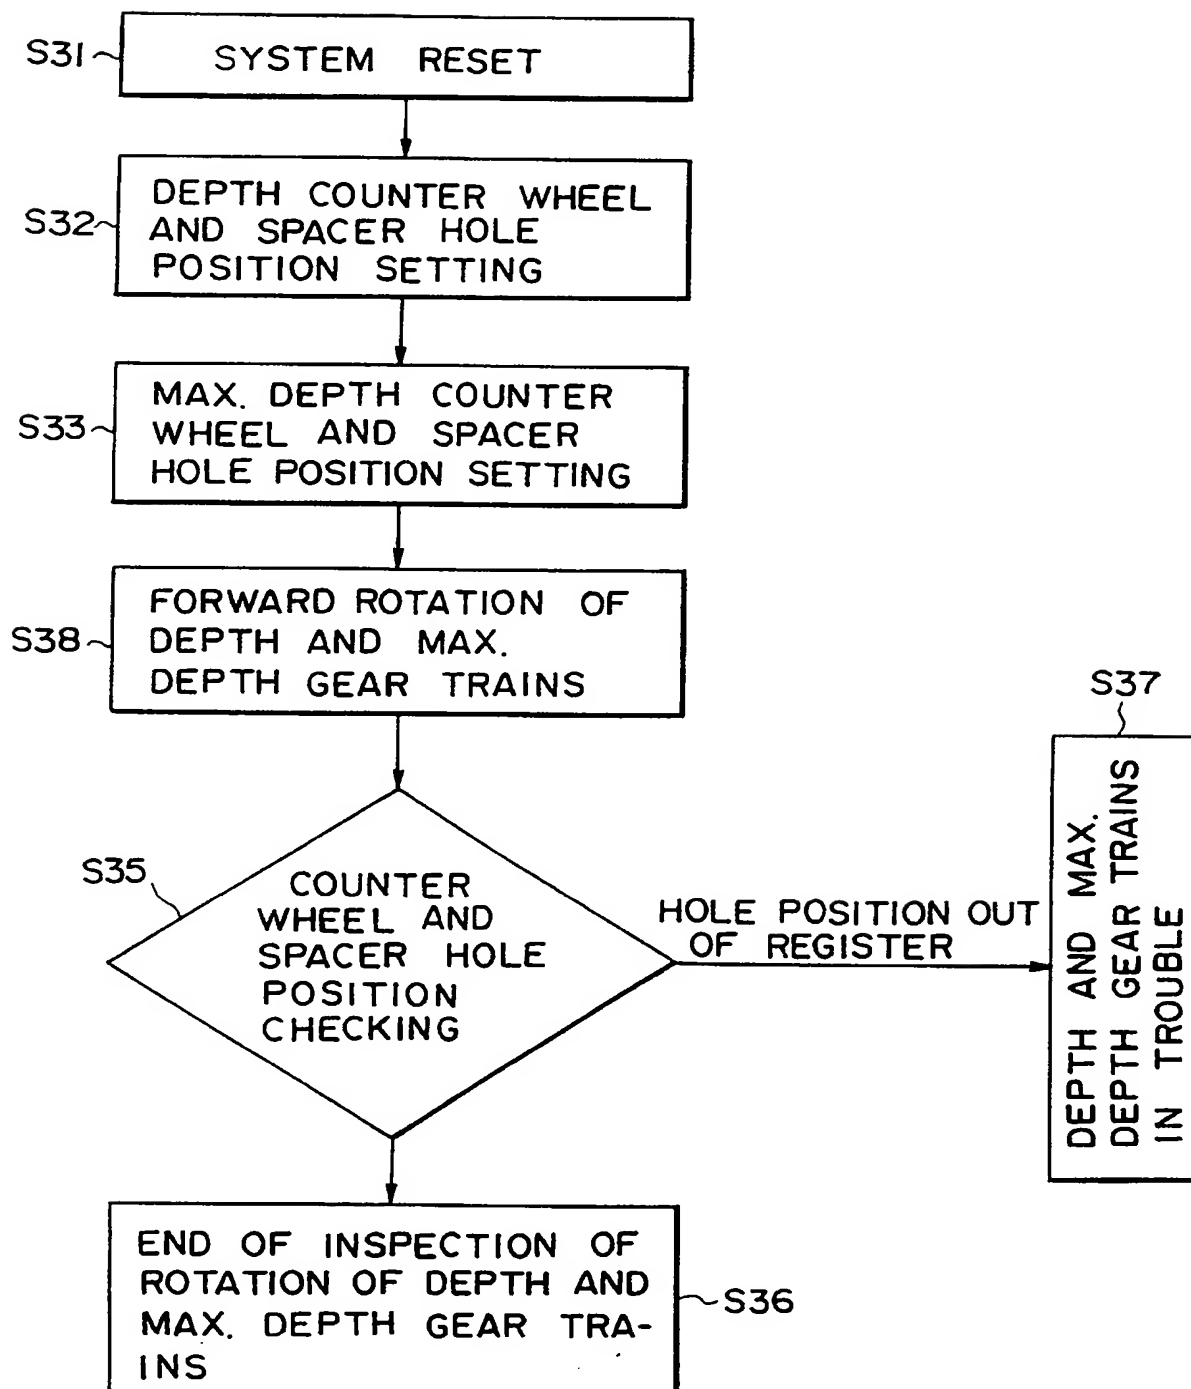 S31
SYSTEM RESET
S32
DEPTH COUNTER WHEEL
AND SPACER HOLE
POSITION SETTING
S33
MAX. DEPTH COUNTER
WHEEL AND SPACER
HOLE POSITION SETTING
S38
FORWARD ROTATION OF
DEPTH AND MAX.
DEPTH GEAR TRAINS
S35
COUNTER
WHEEL AND
SPACER HOLE
POSITION
CHECKING
HOLE POSITION OUT
OF REGISTER
S37
DEPTH AND MAX.
DEPTH GEAR TRAINS
IN TROUBLE
END OF INSPECTION OF
ROTATION OF DEPTH AND
MAX. DEPTH GEAR TRA-
INS
S36